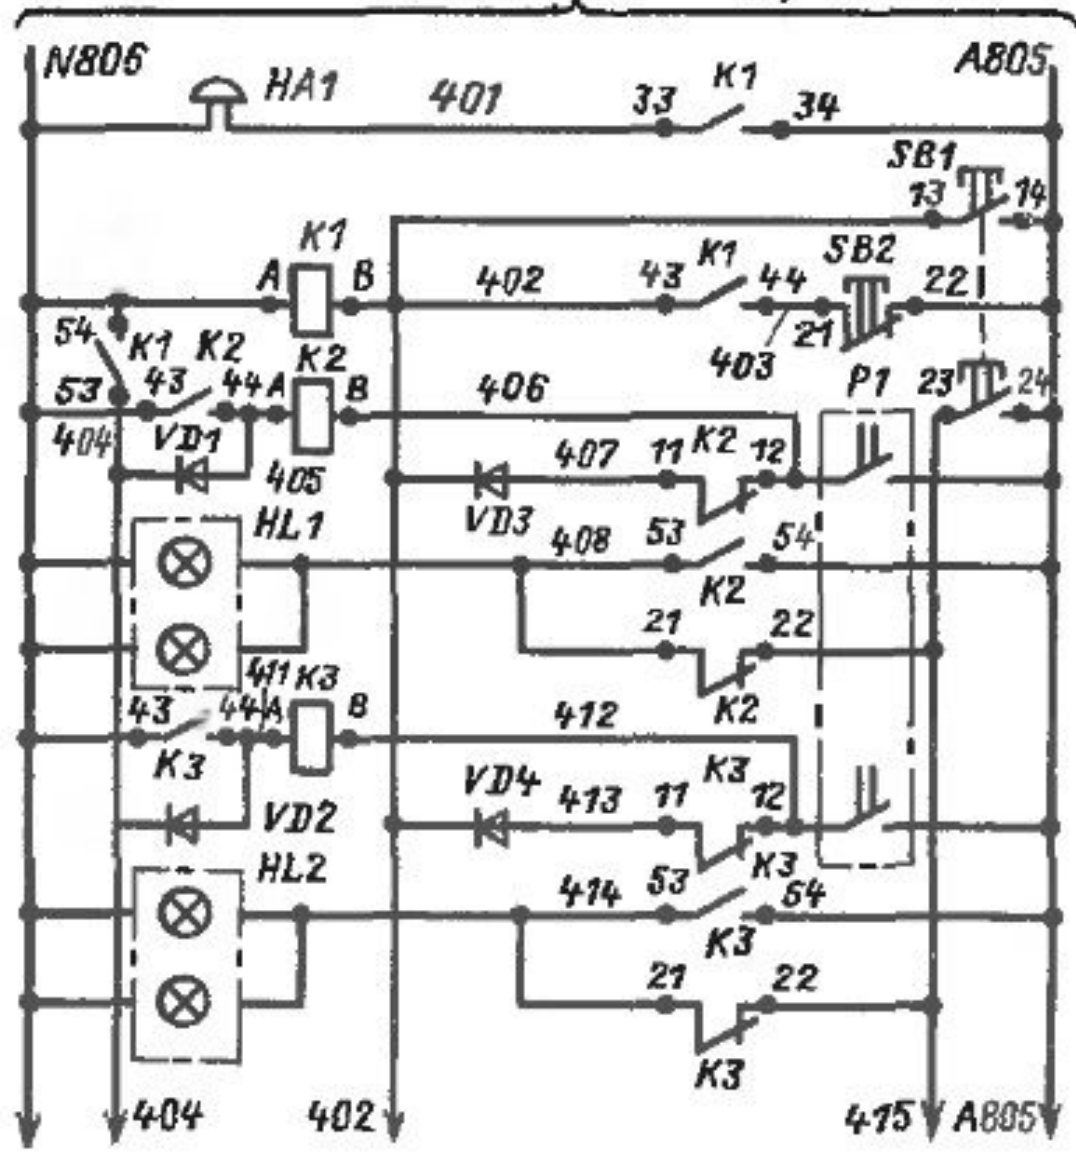 N806 A805
HA1 401 33 K1 34
SB1
13 14
K1 K1 SB2
A B 402 43 44 22
54 K1 K2 K2 403 21 P1
53 43 44 A B 406 23 24
404 VD1 405 407 11 K2 12
HL1 VD3 408 53 54
K2
21 22
411 K3 K2
43 44 A B 412
K3 VD4 K3
VD2 413 11 12
HL2 K3
414 53 54
K3
21 22
K3
404 402 415 A805